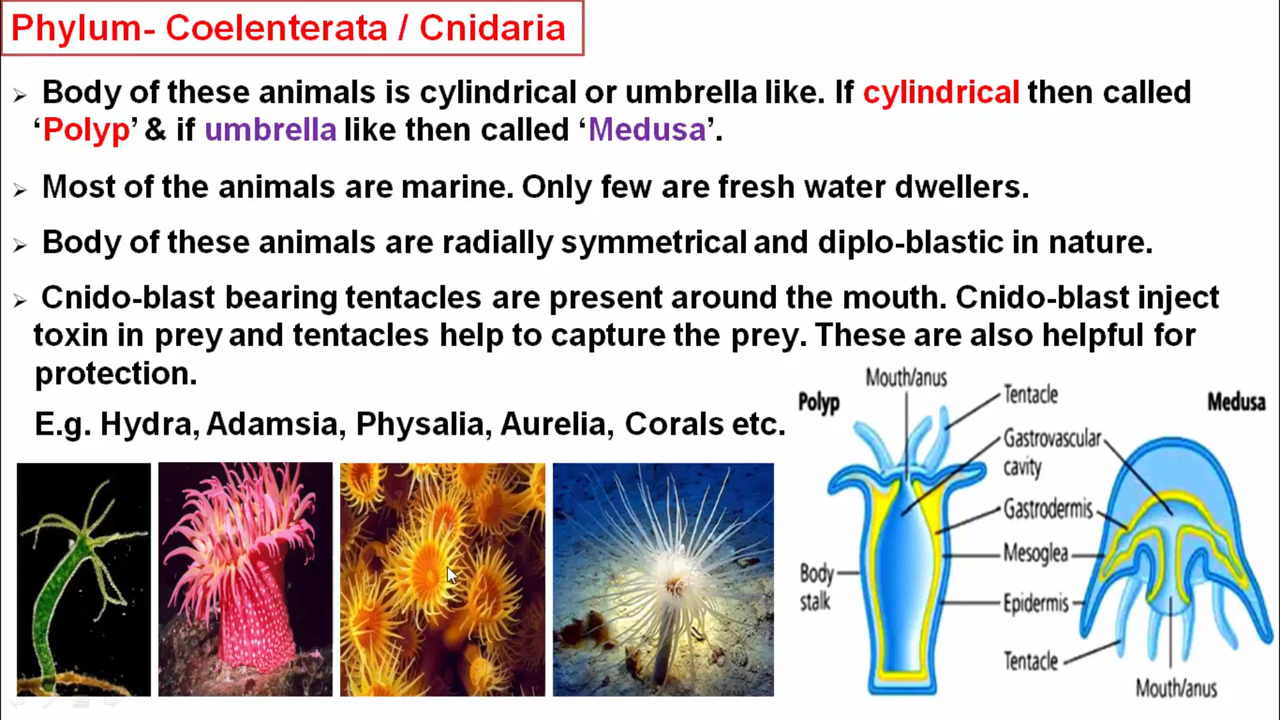 Phylum- Coelenterata / Cnidaria
➢ Body of these animals is cylindrical or umbrella like. If cylindrical then called
‘Polyp’ & if umbrella like then called ‘Medusa’.
➢ Most of the animals are marine. Only few are fresh water dwellers.
➢ Body of these animals are radially symmetrical and diplo-blastic in nature.
➢ Cnido-blast bearing tentacles are present around the mouth. Cnido-blast inject
toxin in prey and tentacles help to capture the prey. These are also helpful for
protection.
E.g. Hydra, Adamsia, Physalia, Aurelia, Corals etc.
Polyp
Mouth/anus
Tentacle
Medusa
Gastrovascular
cavity
Gastrodermis
Mesoglea
Body
stalk
Epidermis
Tentacle
Mouth/anus